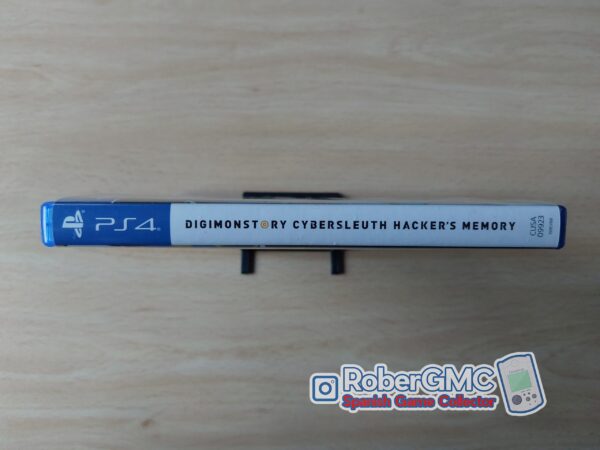 PS4
DIGIMONSTORY CYBERSLEUTH HACKER'S MEMORY
CUSA
09923
RoberGMC
Spanish Game Collector